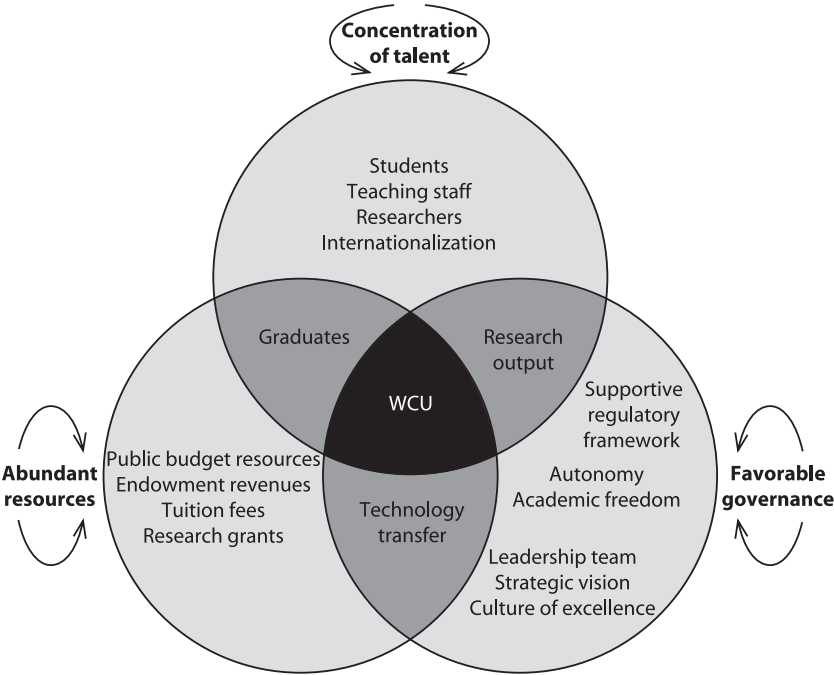 Concentration
of talent
Students
Teaching staff
Researchers
Internationalization
Graduates
Research
output
WCU
Supportive
regulatory
framework
Abundant
resources
Public budget resources
Endowment revenues
Tuition fees
Research grants
Technology
transfer
Autonomy
Academic freedom
Favorable
governance
Leadership team
Strategic vision
Culture of excellence